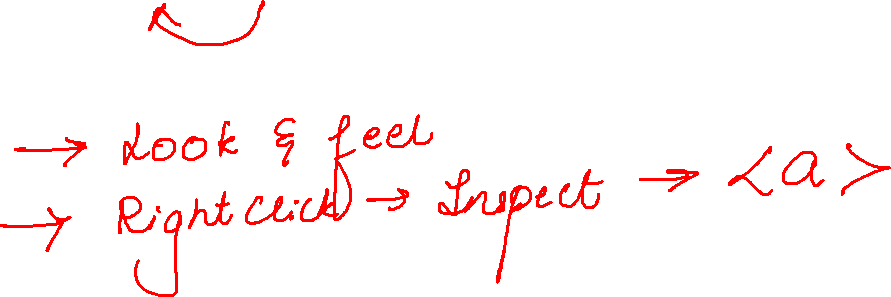 → Look & feel
→ Right click → Inspect → <a>